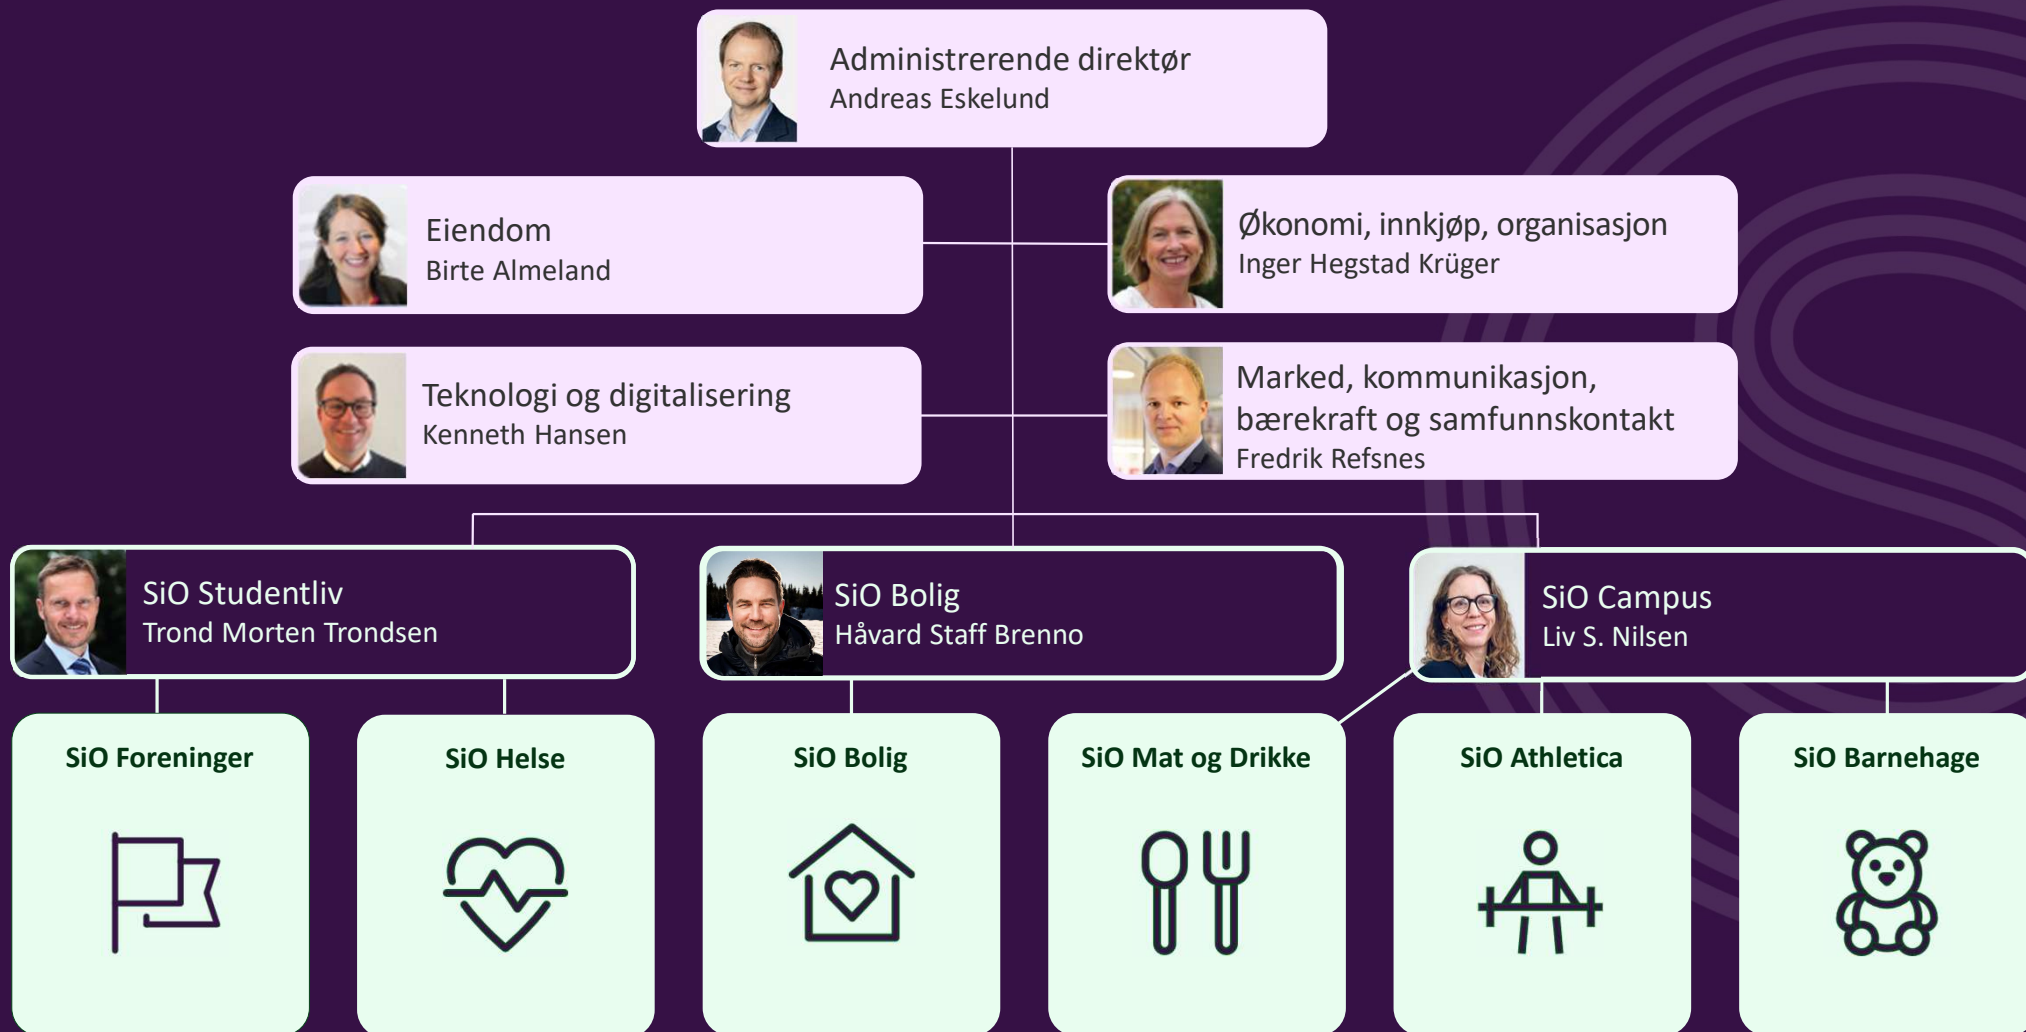 Administrerende direktør
Andreas Eskelund
Eiendom
Birte Almeland
Økonomi, innkjøp, organisasjon
Inger Hegstad Krüger
Teknologi og digitalisering
Kenneth Hansen
Marked, kommunikasjon,
bærekraft og samfunnskontakt
Fredrik Refsnes
SiO Studentliv
Trond Morten Trondsen
SiO Bolig
Håvard Staff Brenno
SiO Campus
Liv S. Nilsen
SiO Foreninger
SiO Helse
SiO Bolig
SiO Mat og Drikke
SiO Athletica
SiO Barnehage